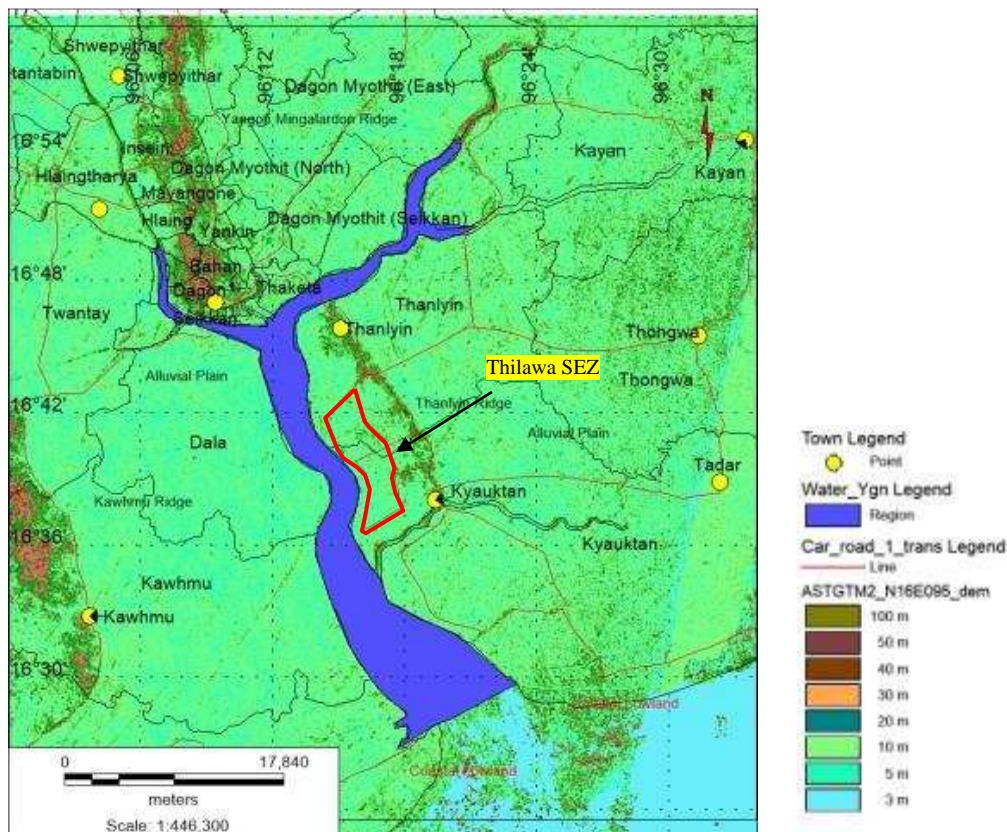 Shwepyithar
96°06'
96°12'
96°18'
96°24'
96°30'
tantabin
Shwepyithar
Dagon Myothit (East)
Yangon Mingalardon Ridge
N
16°54'
Insein
Kayan
Kayan
Dagon Myothit (North)
Hlaingtharya
Mayangone
Hlaing
Yankin
Dagon Myothit (Seikkan)
16°48'
Bahan
Dagon
Thaketa
Thanlyin
Twantay
Seikkan
Thanlyin
Thongwa
Thilawa SEZ
Alluvial Plain
Thongwa
16°42'
Thanlyin Ridge
Dala
Alluvial Plain
Tadar
Kawhmu Ridge
Kyauktan
16°36'
Kyauktan
Kawhmu
Kawhmu
16°30'
Coastal Lowland
Coastal Lowland
0 17,840
meters
Scale: 1:446,300
Town Legend
Point
Water_Ygn Legend
Region
Car_road_1_trans Legend
Line
ASTGTM2_N16E095_dem
100 m
50 m
40 m
30 m
20 m
10 m
5 m
3 m